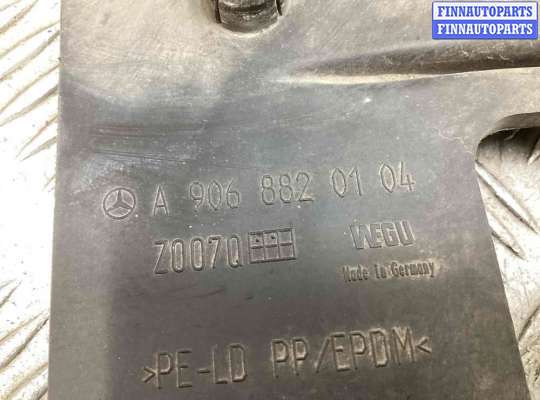 FINNAUTOPARTS
FINNAUTOPARTS
A 906 882 01 04
Z007Q WEGU
Made in Germany
>PE-LD PP/EPDM<